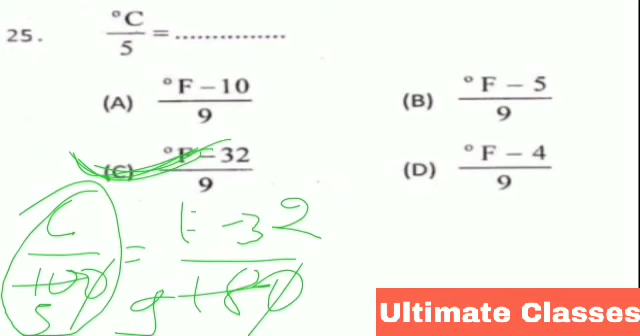 25. °C/5 = ...............
(A) °F – 10/9 (B) °F – 5/9
(C) °F – 32/9 (D) °F – 4/9
C/100 = F - 32/180
5 9
Ultimate Classes